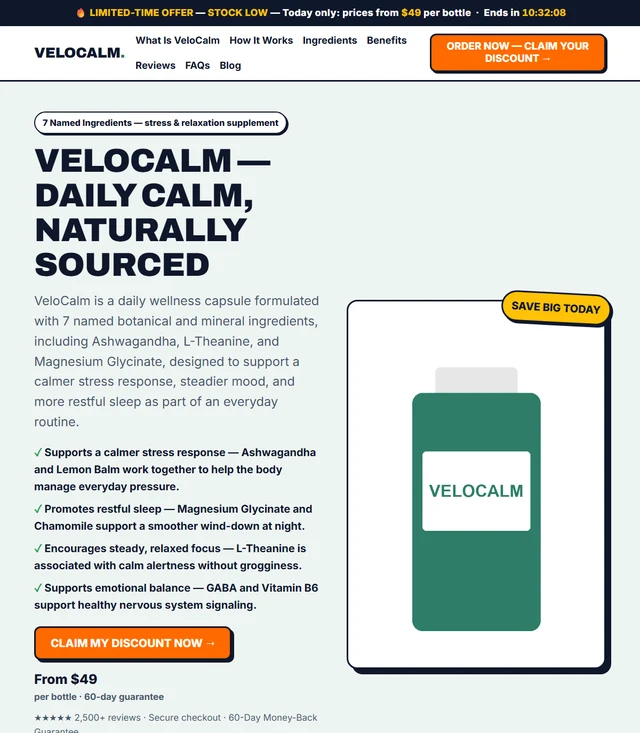 🔥 LIMITED-TIME OFFER — STOCK LOW — Today only: prices from $49 per bottle · Ends in 10:32:08
VELOCALM.
What Is VeloCalm How It Works Ingredients Benefits
Reviews FAQs Blog
ORDER NOW — CLAIM YOUR
DISCOUNT →
7 Named Ingredients — stress & relaxation supplement
VELOCALM —
DAILY CALM,
NATURALLY
SOURCED
VeloCalm is a daily wellness capsule formulated
with 7 named botanical and mineral ingredients,
including Ashwagandha, L-Theanine, and
Magnesium Glycinate, designed to support a
calmer stress response, steadier mood, and
more restful sleep as part of an everyday
routine.
✓ Supports a calmer stress response — Ashwagandha
and Lemon Balm work together to help the body
manage everyday pressure.
✓ Promotes restful sleep — Magnesium Glycinate and
Chamomile support a smoother wind-down at night.
✓ Encourages steady, relaxed focus — L-Theanine is
associated with calm alertness without grogginess.
✓ Supports emotional balance — GABA and Vitamin B6
support healthy nervous system signaling.
CLAIM MY DISCOUNT NOW →
From $49
per bottle · 60-day guarantee
★★★★★ 2,500+ reviews · Secure checkout · 60-Day Money-Back
Guarantee
SAVE BIG TODAY
VELOCALM